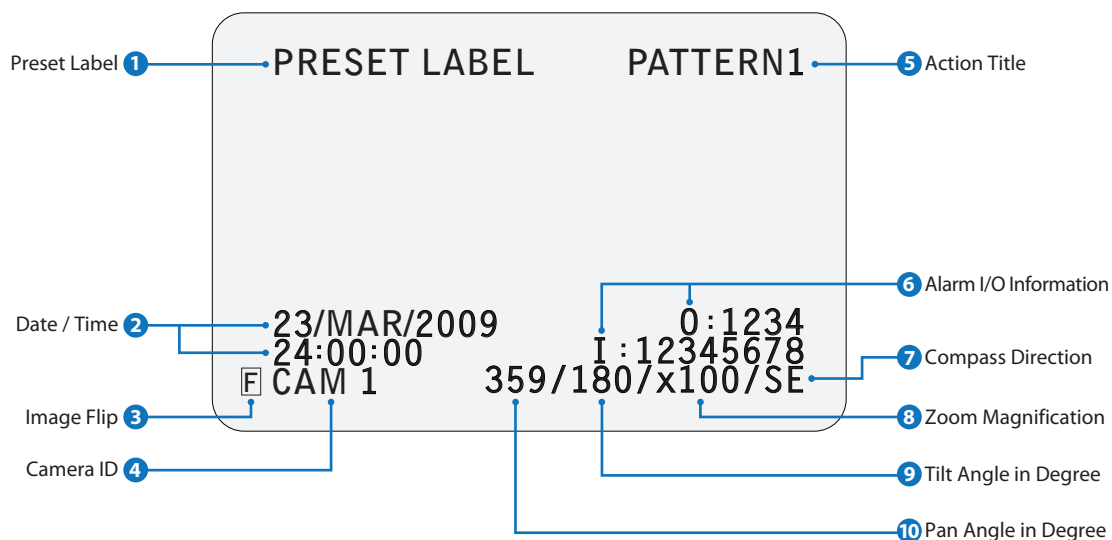 Preset Label 1 PRESET LABEL PATTERN1 5 Action Title
6 Alarm I/O Information
Date / Time 2 23/MAR/2009 O:1234
24:00:00 I:12345678
7 Compass Direction
F CAM 1 359/180/x100/SE
Image Flip 3 8 Zoom Magnification
Camera ID 4 9 Tilt Angle in Degree
10 Pan Angle in Degree